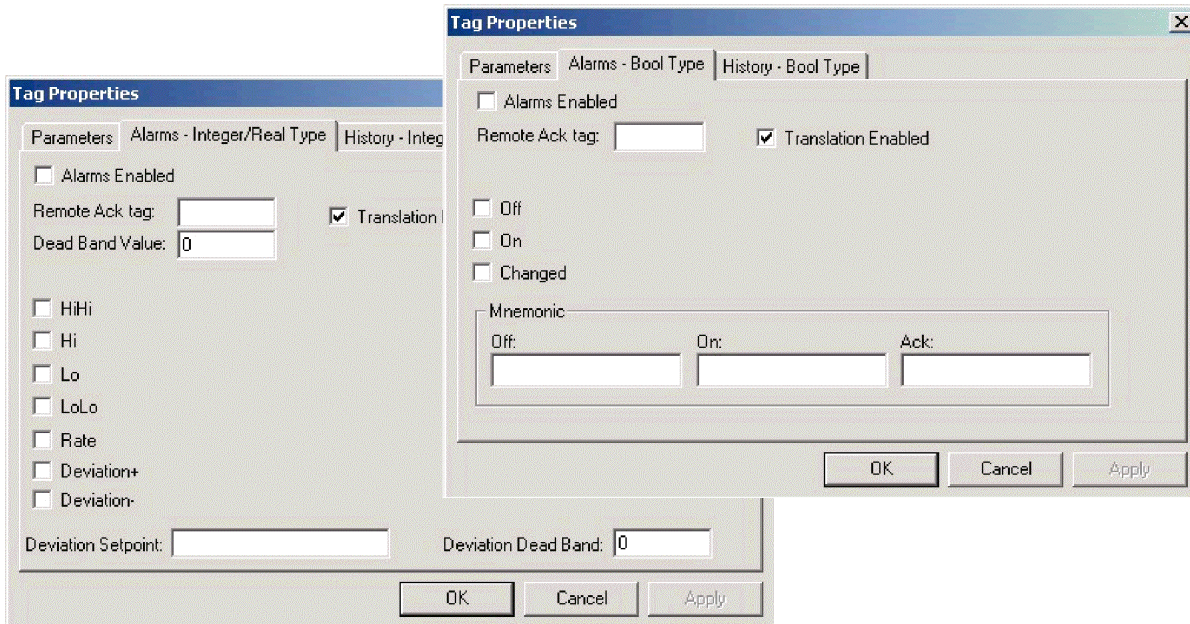 Tag Properties
Parameters
Alarms - Integer/Real Type
History - Integ
Alarms Enabled
Remote Ack tag:
Translation
Dead Band Value: 0
HiHi
Hi
Lo
LoLo
Rate
Deviation+
Deviation-
Deviation Setpoint:
Deviation Dead Band: 0
OK
Cancel
Apply
Tag Properties
Parameters
Alarms - Bool Type
History - Bool Type
Alarms Enabled
Remote Ack tag:
Translation Enabled
Off
On
Changed
Mnemonic
Off:
On:
Ack:
OK
Cancel
Apply